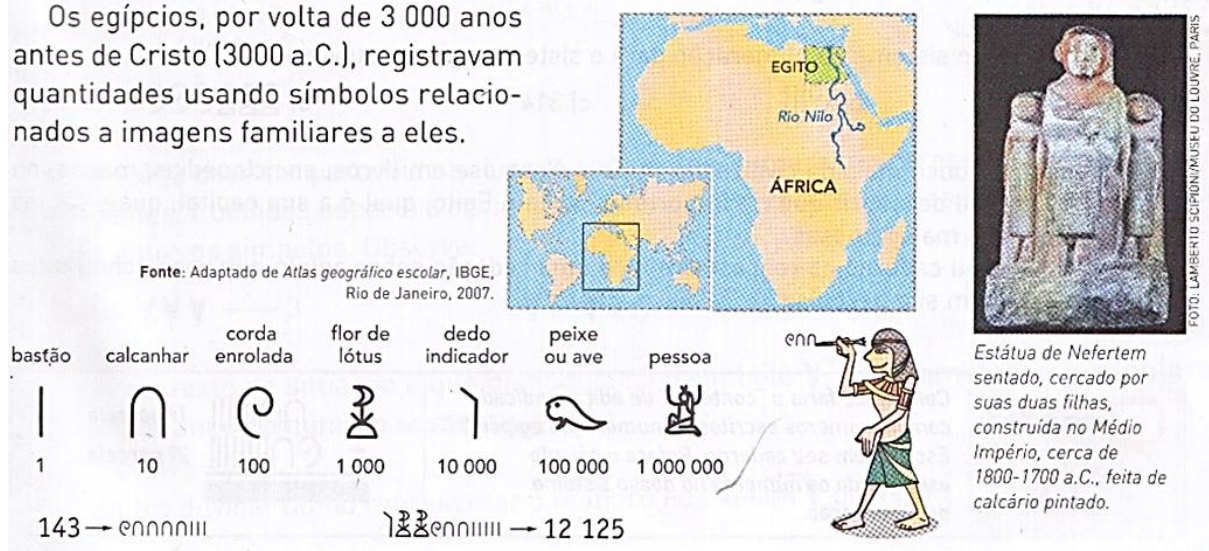 Os egípcios, por volta de 3 000 anos
antes de Cristo (3000 a.C.), registravam
quantidades usando símbolos relacio-
nados a imagens familiares a eles.
EGITO
Rio Nilo
ÁFRICA
Fonte: Adaptado de Atlas geográfico escolar, IBGE,
Rio de Janeiro, 2007.
FOTO: LAMBERTO SCIPIONI/MUSEU DO LOUVRE, PARIS
Estátua de Nefertem
sentado, cercado por
suas duas filhas,
construída no Médio
Império, cerca de
1800-1700 a.C., feita de
calcário pintado.
bastão calcanhar corda enrolada flor de lótus dedo indicador peixe ou ave pessoa
1 10 100 1 000 10 000 100 000 1 000 000
143 →
→ 12 125